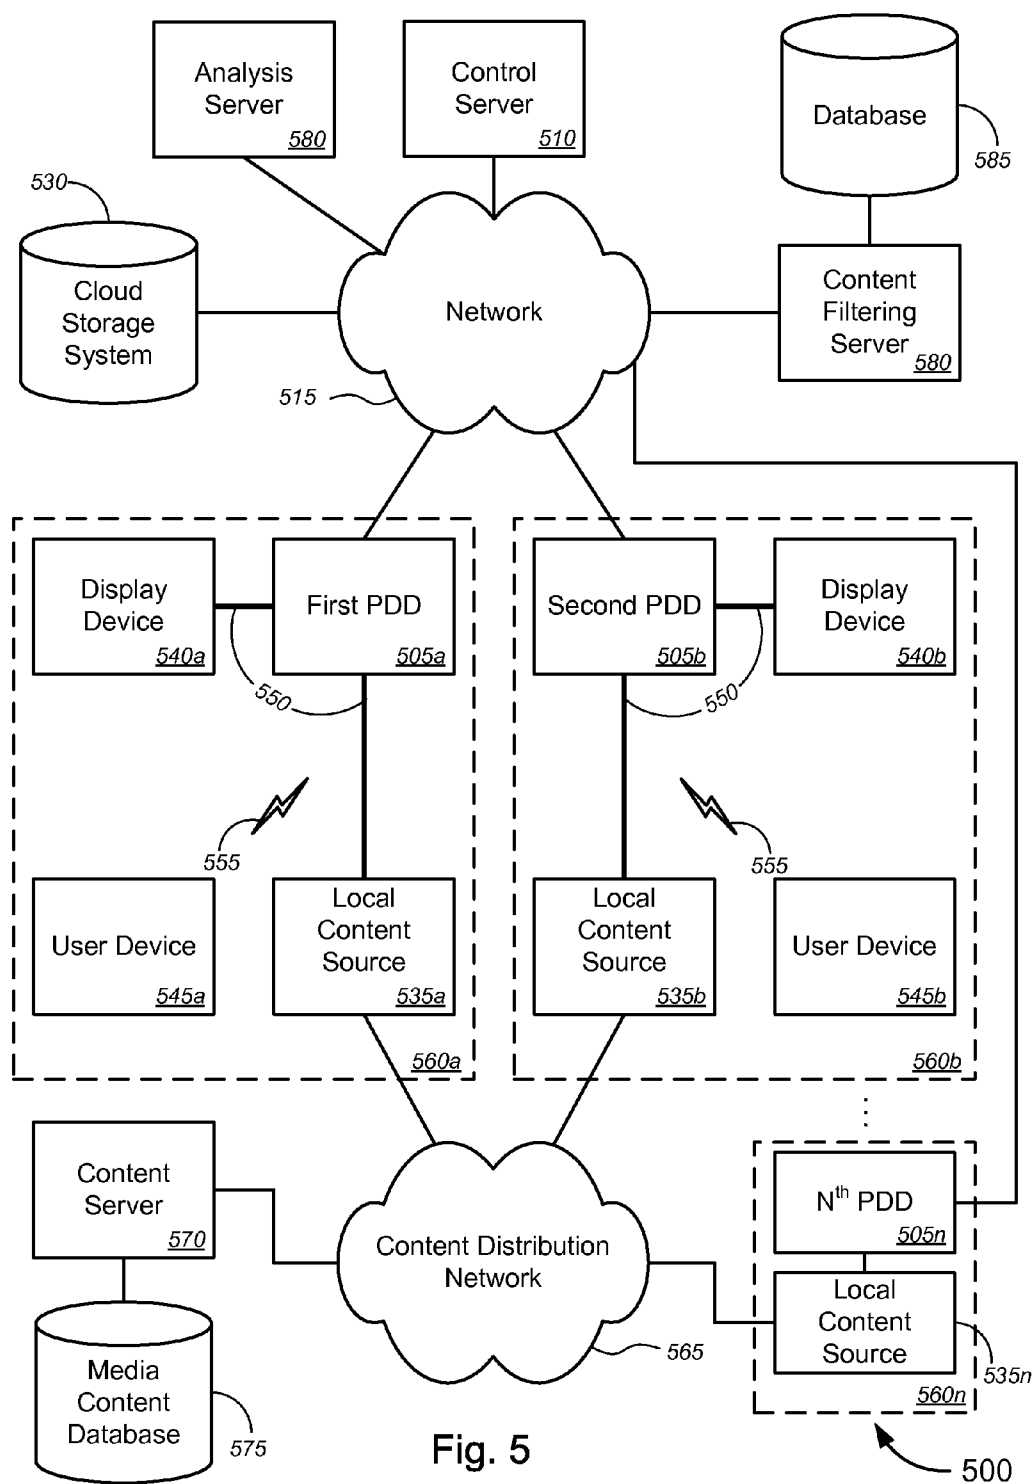 Analysis
Server
580
Control
Server
510
Database
585
530
Cloud
Storage
System
Network
515
Content
Filtering
Server
580
Display
Device
540a
First PDD
505a
550
Second PDD
505b
Display
Device
540b
550
555
555
User Device
545a
Local
Content
Source
535a
560a
Local
Content
Source
535b
User Device
545b
560b
Content
Server
570
Content Distribution
Network
565
Nth PDD
505n
Local
Content
Source
535n
560n
Media
Content
Database
575
Fig. 5
500